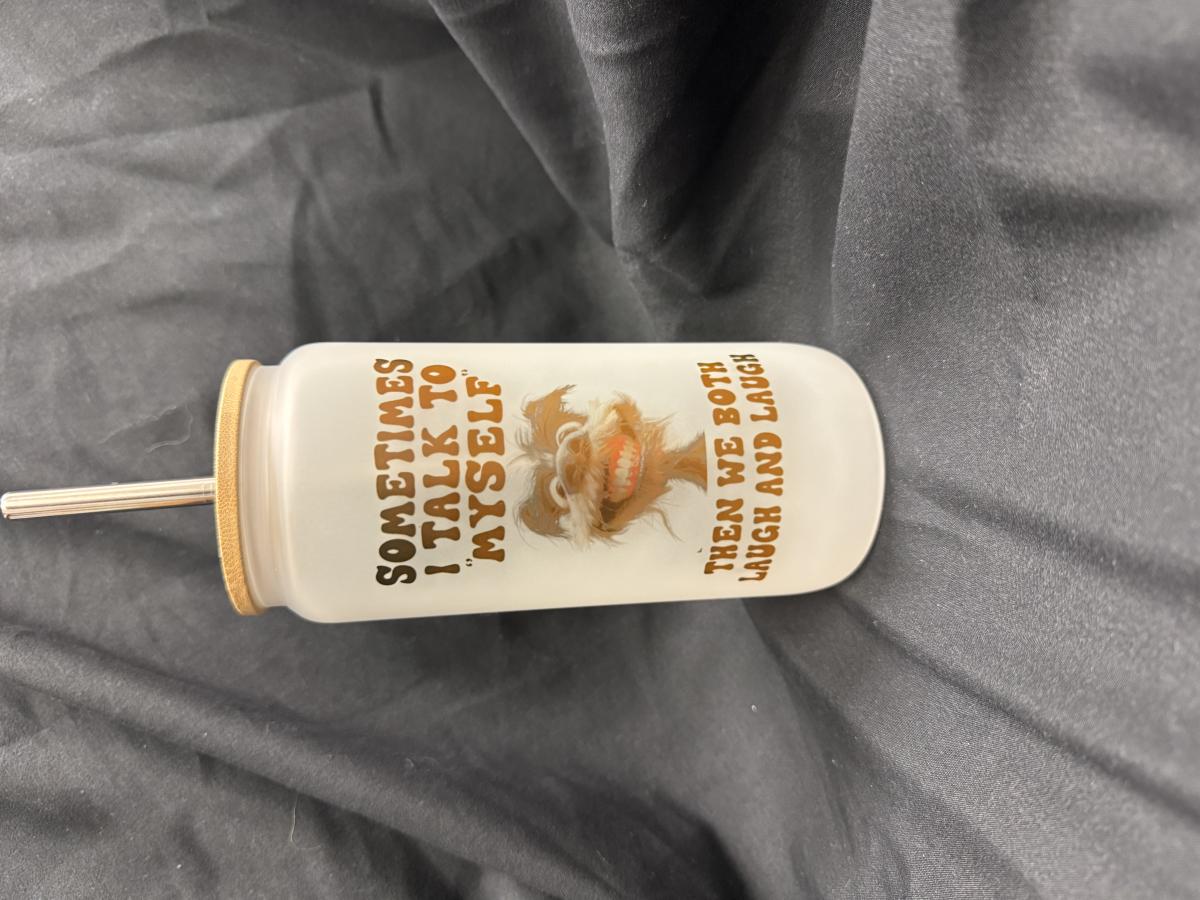 SOMETIMES
I TALK TO
"MYSELF"
THEN WE BOTH
LAUGH AND LAUGH